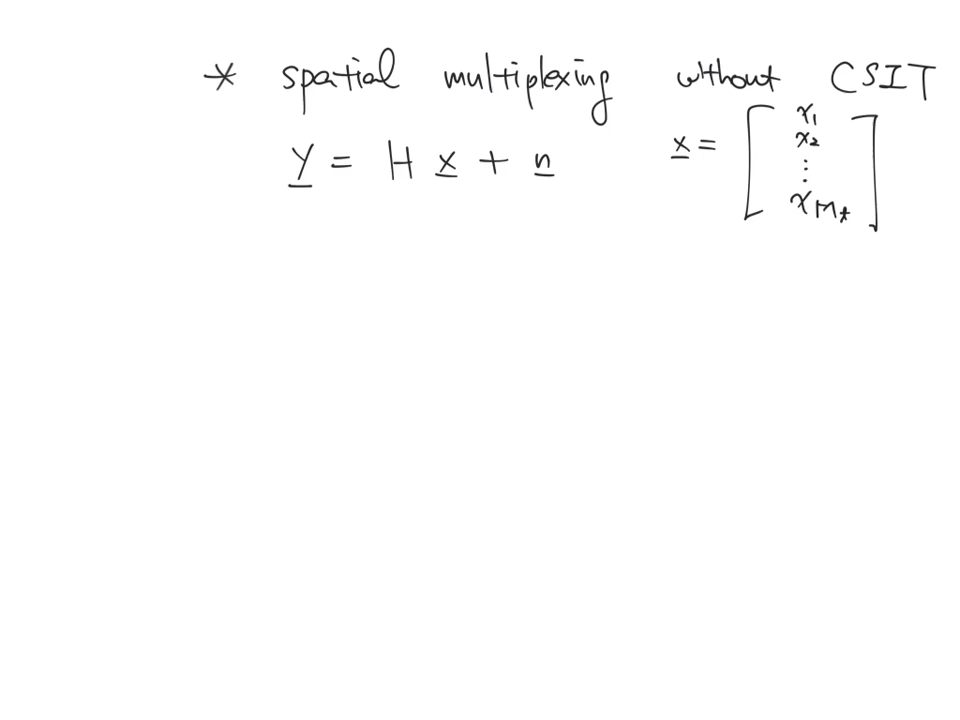 * spatial multiplexing without CSIT
Y = H x + n
x = [ x1
x2
⋮
xMt ]